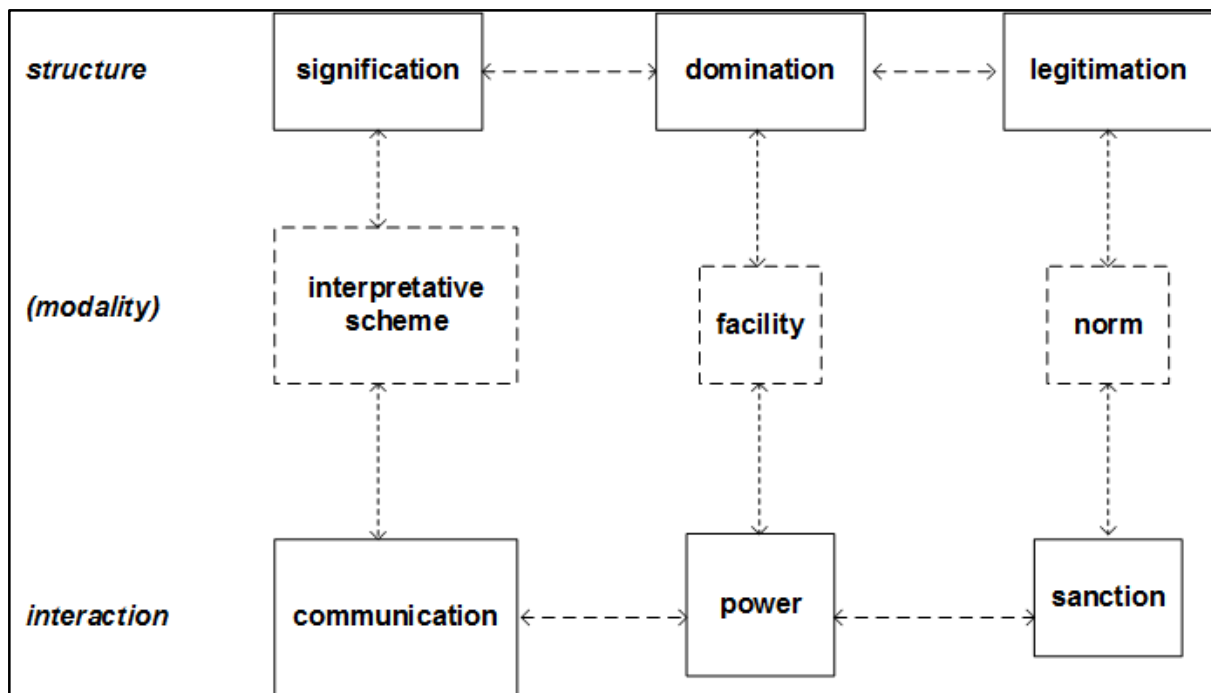 structure
signification
domination
legitimation
(modality)
interpretative
scheme
facility
norm
interaction
communication
power
sanction